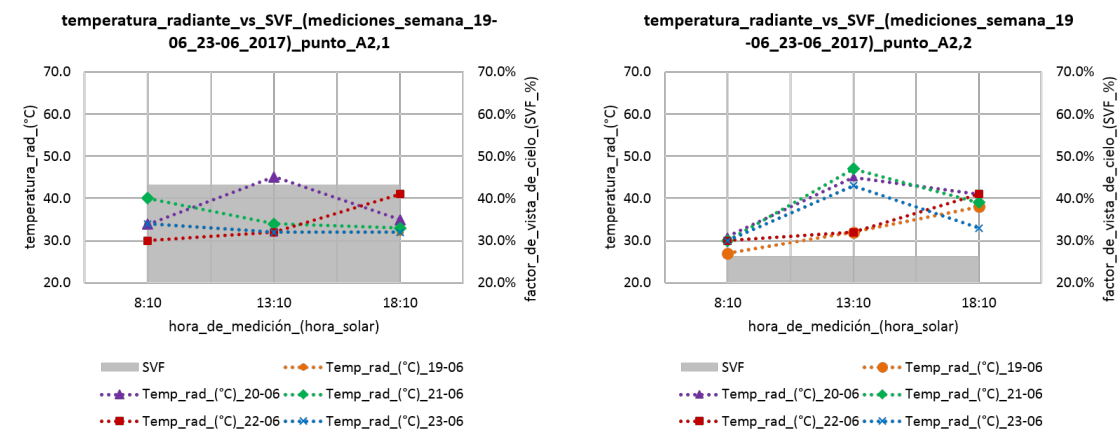 temperatura_radiante_vs_SVF_(mediciones_semana_19-
06_23-06_2017)_punto_A2,1
70.0
60.0
50.0
40.0
30.0
20.0
temperatura_rad_(°C)
70.0%
60.0%
50.0%
40.0%
30.0%
20.0%
factor_de_vista_de_cielo_(SVF_%)
8:10
13:10
18:10
hora_de_medición_(hora_solar)
SVF
Temp_rad_(°C)_19-06
Temp_rad_(°C)_20-06
Temp_rad_(°C)_21-06
Temp_rad_(°C)_22-06
Temp_rad_(°C)_23-06
temperatura_radiante_vs_SVF_(mediciones_semana_19
-06_23-06_2017)_punto_A2,2
70.0
60.0
50.0
40.0
30.0
20.0
temperatura_rad_(°C)
70.0%
60.0%
50.0%
40.0%
30.0%
20.0%
factor_de_vista_de_cielo_(SVF_%)
8:10
13:10
18:10
hora_de_medición_(hora_solar)
SVF
Temp_rad_(°C)_19-06
Temp_rad_(°C)_20-06
Temp_rad_(°C)_21-06
Temp_rad_(°C)_22-06
Temp_rad_(°C)_23-06